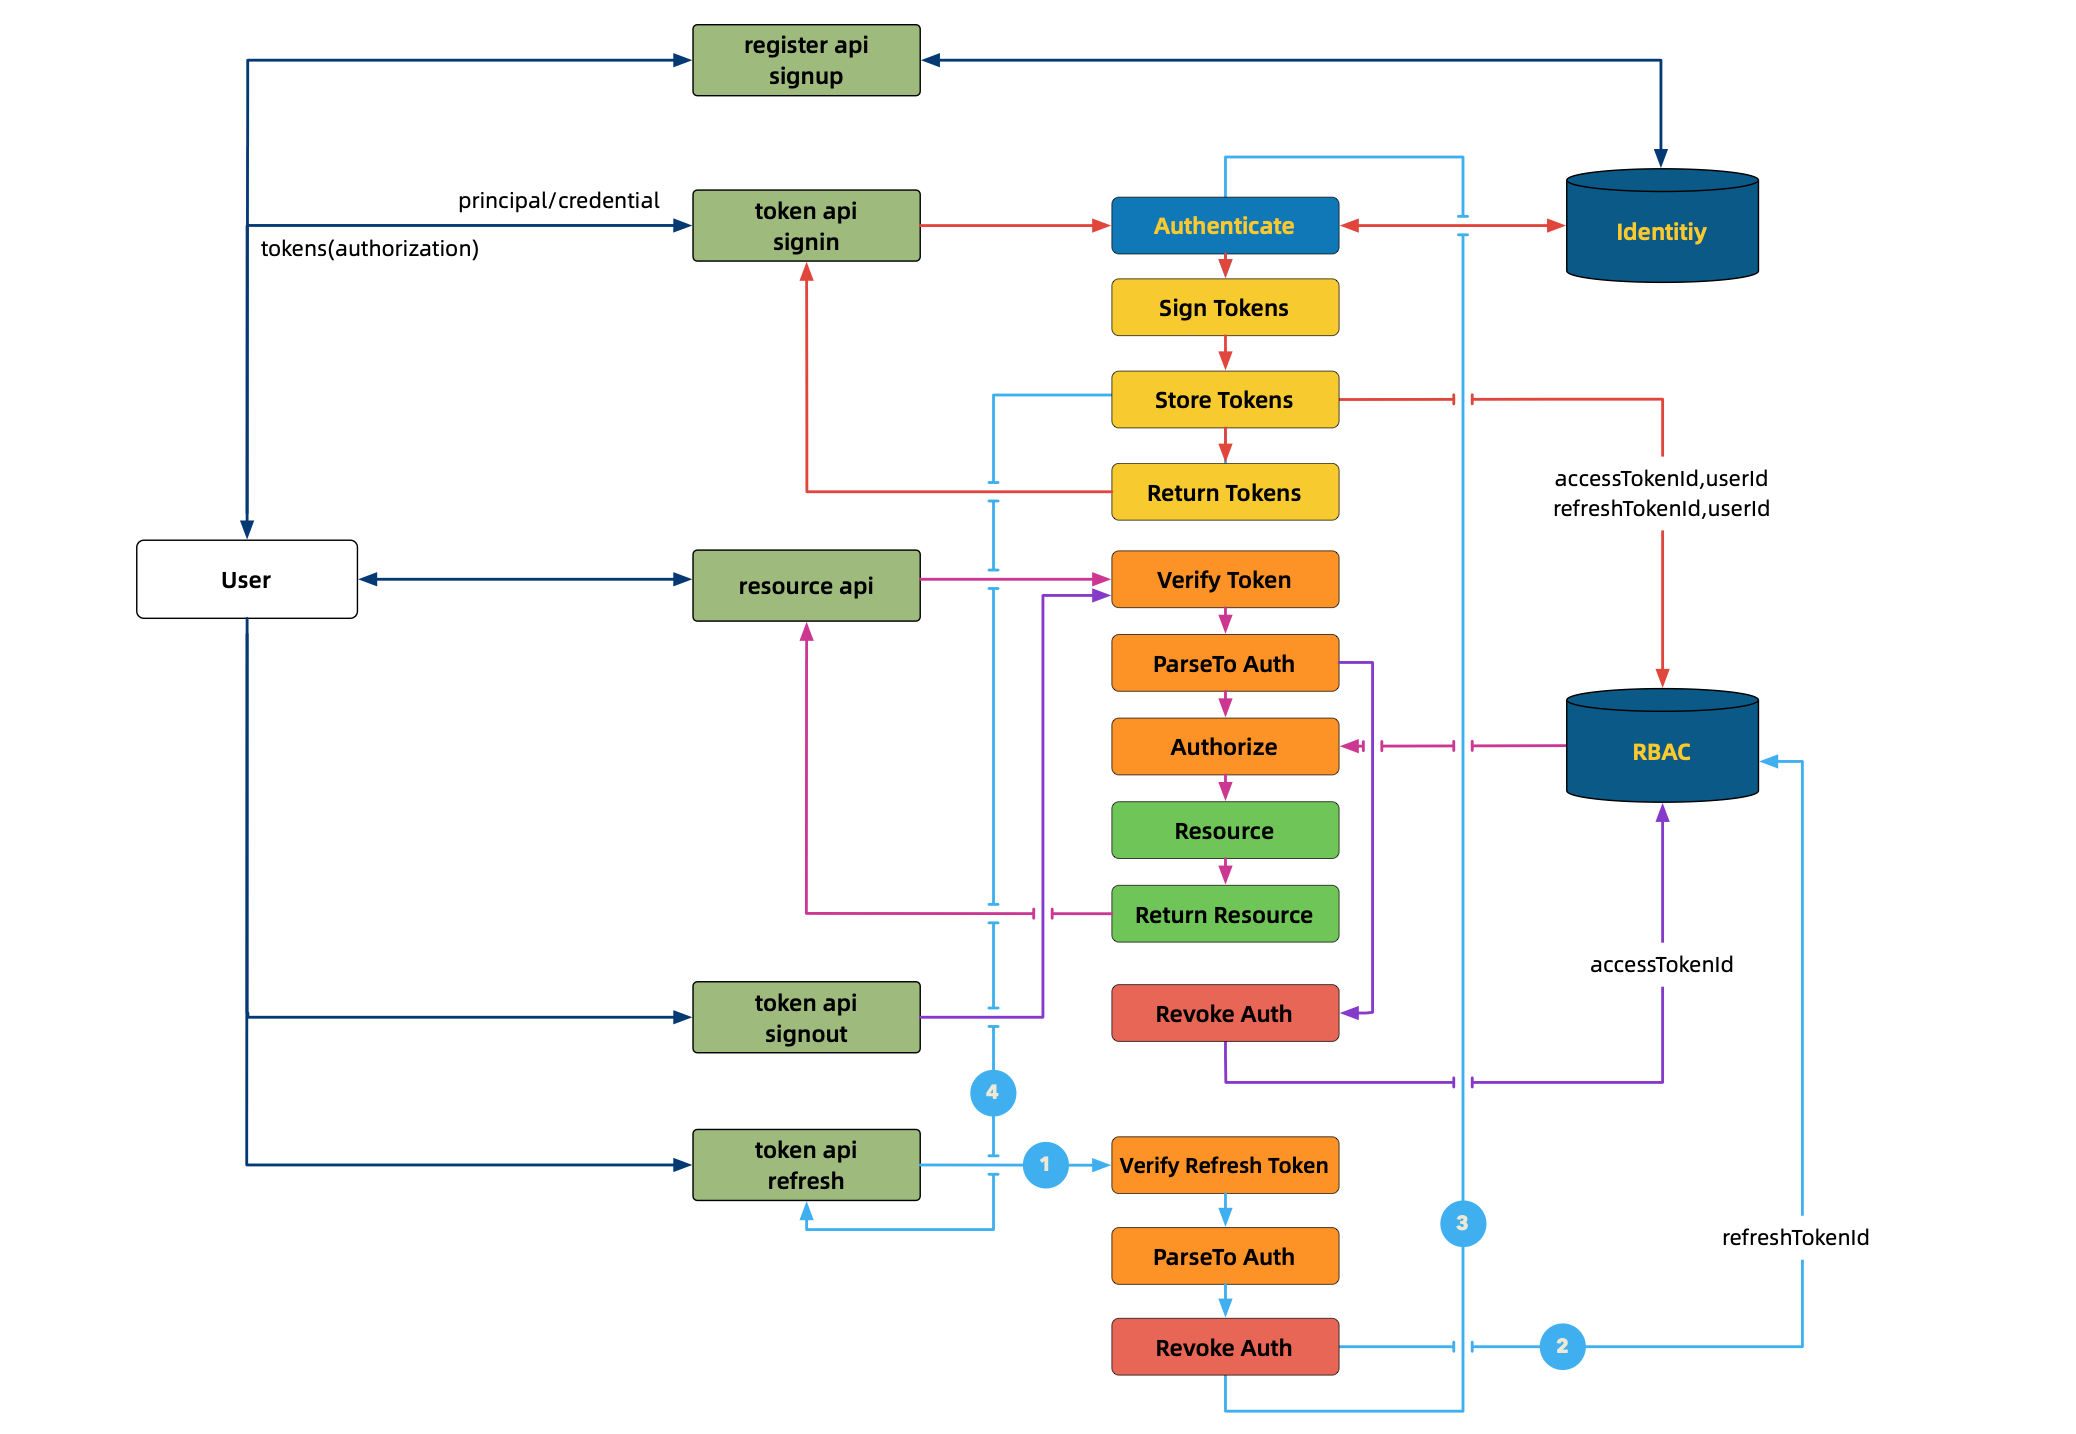 register api
signup
principal/credential
tokens(authorization)
token api
signin
Authenticate
Identitiy
Sign Tokens
Store Tokens
Return Tokens
accessTokenId,userId
refreshTokenId,userId
User
resource api
Verify Token
ParseTo Auth
Authorize
RBAC
Resource
Return Resource
accessTokenId
token api
signout
Revoke Auth
4
token api
refresh
1
Verify Refresh Token
3
refreshTokenId
ParseTo Auth
Revoke Auth
2